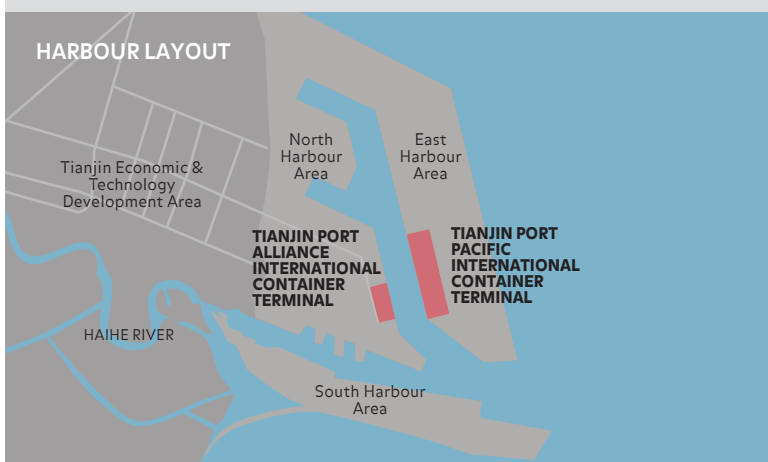 HARBOUR LAYOUT
North
Harbour
Area
East
Harbour
Area
Tianjin Economic &
Technology
Development Area
TIANJIN PORT
ALLIANCE
INTERNATIONAL
CONTAINER
TERMINAL
TIANJIN PORT
PACIFIC
INTERNATIONAL
CONTAINER
TERMINAL
HAIHE RIVER
South Harbour
Area